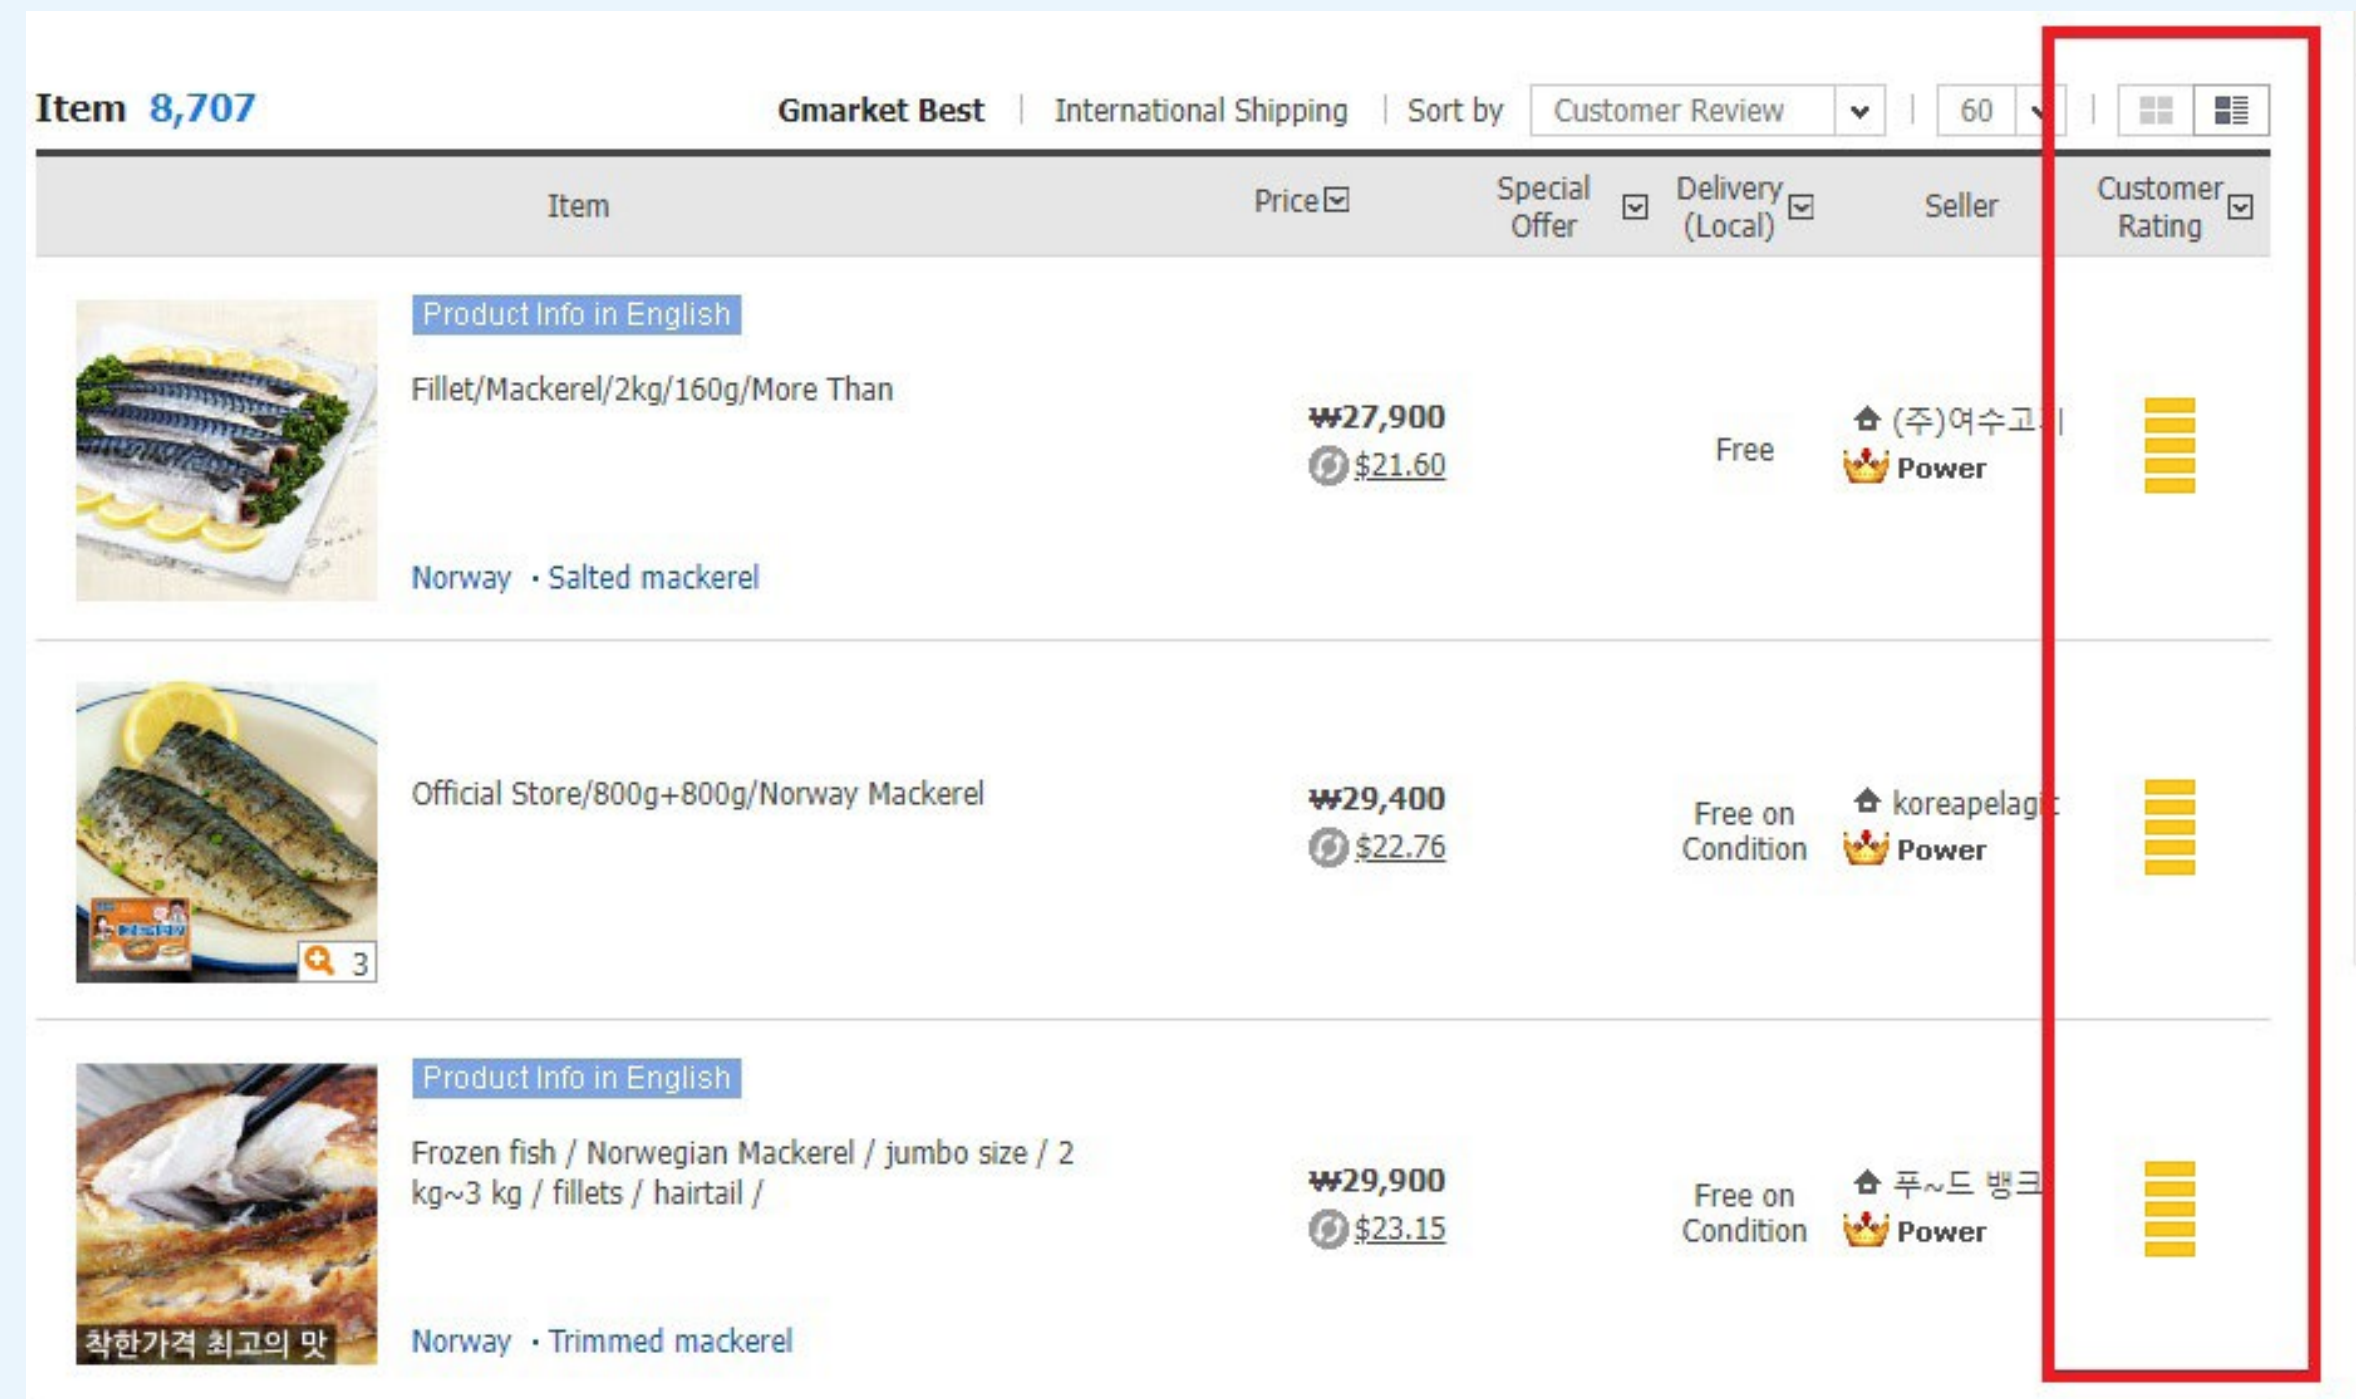 Item 8,707
Gmarket Best | International Shipping | Sort by Customer Review | 60 |
Item Price Special Offer Delivery (Local) Seller Customer Rating
Product Info in English
Fillet/Mackerel/2kg/160g/More Than
₩27,900
$21.60
Free
(주)여수고기
Power
Norway · Salted mackerel
Official Store/800g+800g/Norway Mackerel
3
₩29,400
$22.76
Free on
Condition
koreapelagic
Power
Product Info in English
Frozen fish / Norwegian Mackerel / jumbo size / 2
kg~3 kg / fillets / hairtail /
₩29,900
$23.15
Free on
Condition
푸~드 뱅크
Power
착한가격 최고의 맛
Norway · Trimmed mackerel